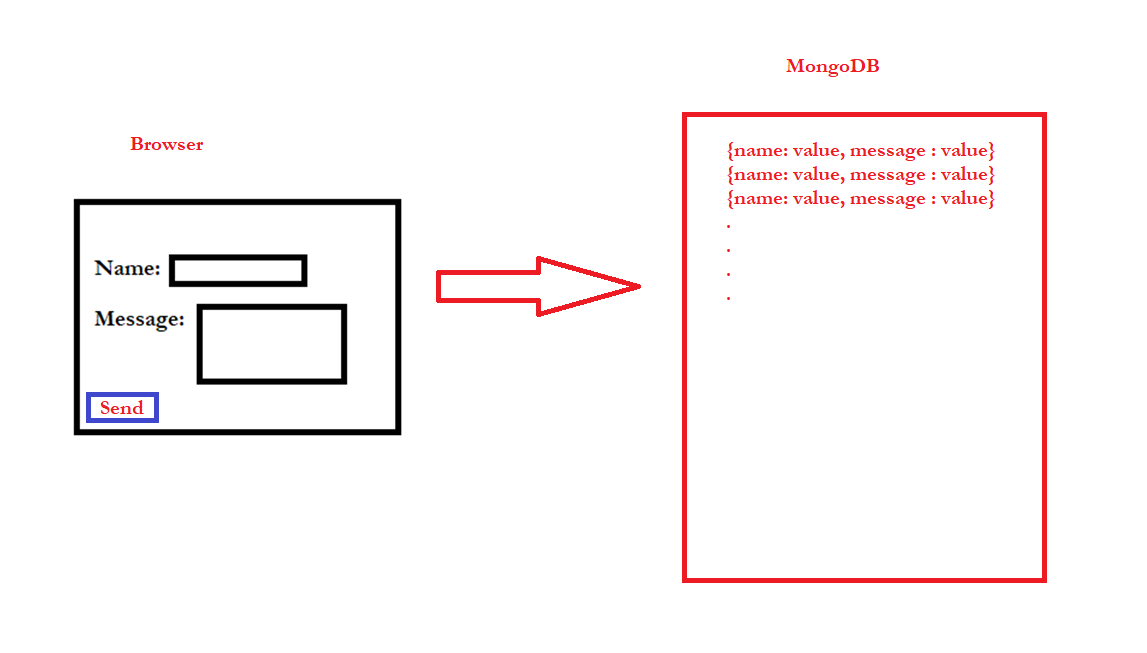 Browser
Name:
Message:
Send
MongoDB
{name: value, message : value}
{name: value, message : value}
{name: value, message : value}
.
.
.
.